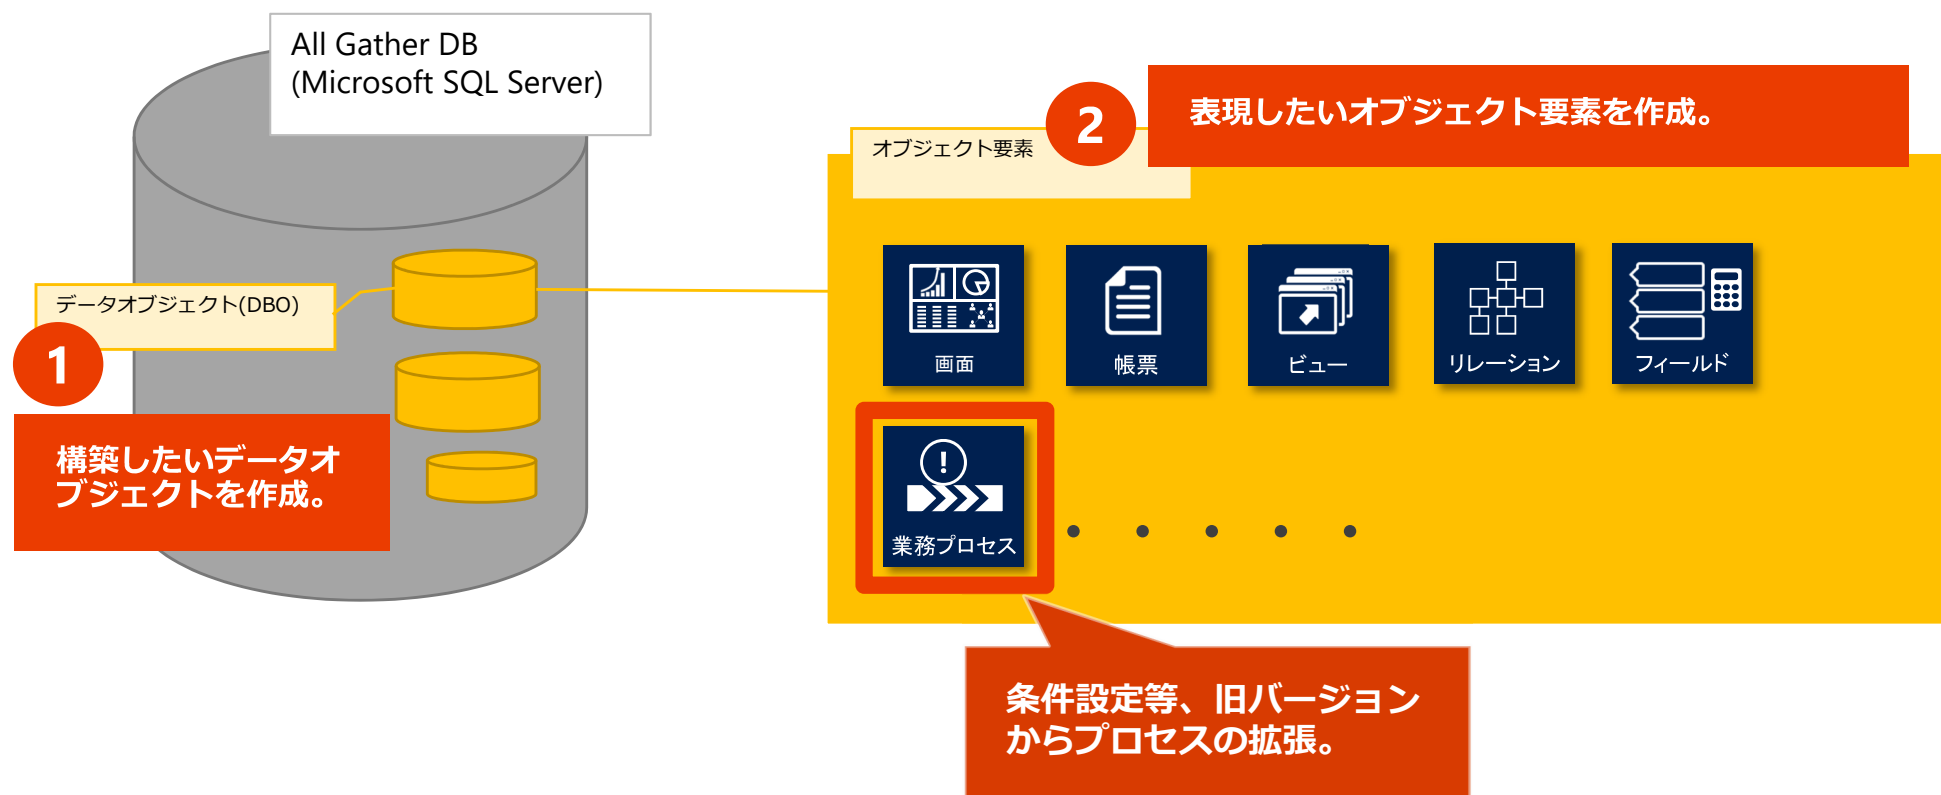 All Gather DB
(Microsoft SQL Server)
データオブジェクト(DBO)
1
構築したいデータオ
ブジェクトを作成。
2
表現したいオブジェクト要素を作成。
オブジェクト要素
画面
帳票
ビュー
リレーション
フィールド
!
業務プロセス
• • • • •
条件設定等、旧バージョン
からプロセスの拡張。